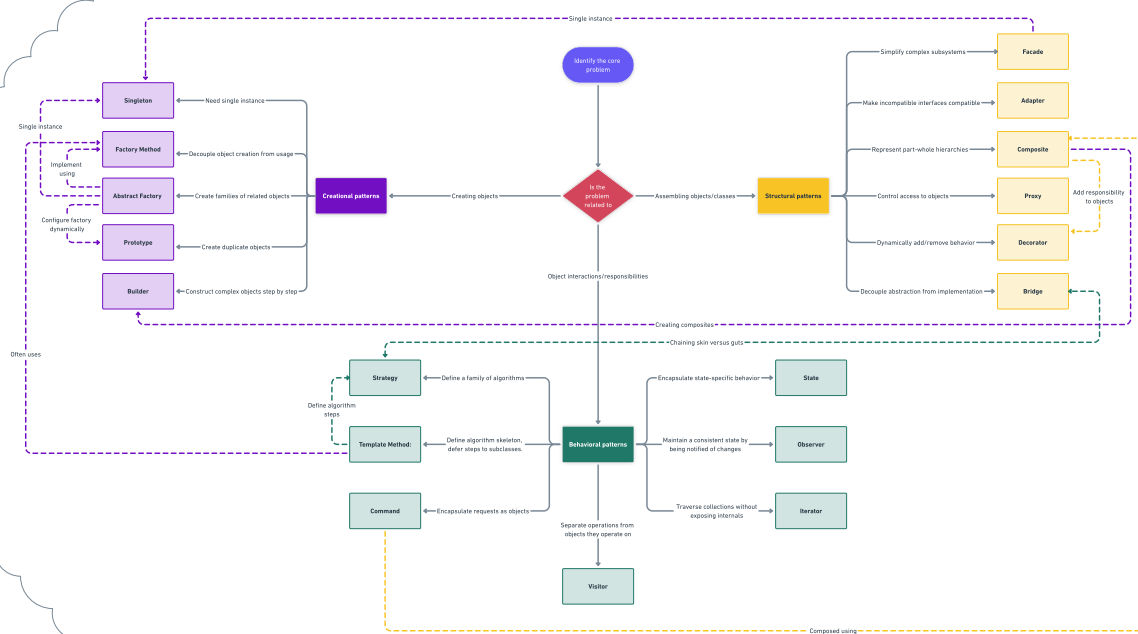 Single instance
Identify the core
problem
Simplify complex subsystems
Facade
Singleton
Need single instance
Make incompatible interfaces compatible
Adapter
Single instance
Factory Method
Decouple object creation from usage
Represent part-whole hierarchies
Composite
Implement
using
Abstract Factory
Create families of related objects
Creational patterns
Creating objects
Is the
problem
related to
Assembling objects/classes
Structural patterns
Control access to objects
Proxy
Add responsibility
to objects
Configure factory
dynamically
Prototype
Create duplicate objects
Dynamically add/remove behavior
Decorator
Object interactions/responsibilities
Builder
Construct complex objects step by step
Decouple abstraction from implementation
Bridge
Creating composites
Chaining skin versus guts
Often uses
Strategy
Define a family of algorithms
Encapsulate state-specific behavior
State
Define algorithm
steps
Template Method:
Define algorithm skeleton,
defer steps to subclasses.
Behavioral patterns
Maintain a consistent state by
being notified of changes
Observer
Command
Encapsulate requests as objects
Traverse collections without
exposing internals
Iterator
Separate operations from
objects they operate on
Visitor
Composed using